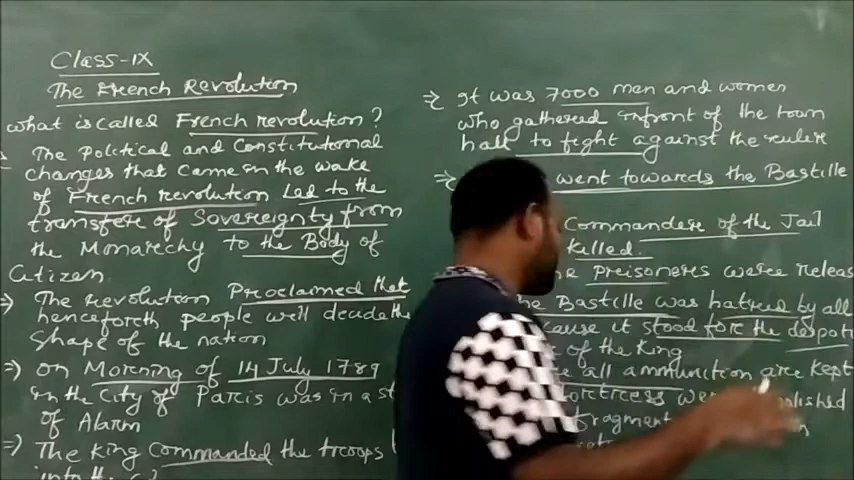 Class-IX
The French Revolution
what is called French revolution?
The Political and Constitutional
changes that came in the wake
of French revolution Led to the
transfer of Sovereignty from
the Monarchy to the Body of
Citizen
=> The revolution Proclaimed that
henceforth people will decide the
shape of the nation
=> on Morning of 14 July 1789
in the City of Paris was in a st
of Alarm
=> The king commanded the troops
into the
=> It was 7000 men and women
who gathered infront of the town
hall to fight against the ruler
=> went towards the Bastille
Commander of the Jail
killed.
Prisoners were releas
The Bastille was hatred by all
cause it stood for the despot
of the King
all ammunition are kept
fortress were
fragment